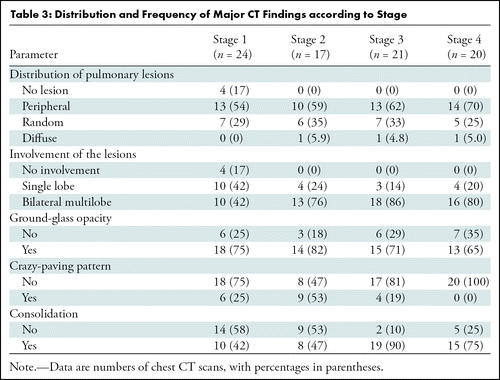 Table 3: Distribution and Frequency of Major CT Findings according to Stage
Parameter Stage 1 (n = 24) Stage 2 (n = 17) Stage 3 (n = 21) Stage 4 (n = 20)
Distribution of pulmonary lesions
No lesion 4 (17) 0 (0) 0 (0) 0 (0)
Peripheral 13 (54) 10 (59) 13 (62) 14 (70)
Random 7 (29) 6 (35) 7 (33) 5 (25)
Diffuse 0 (0) 1 (5.9) 1 (4.8) 1 (5.0)
Involvement of the lesions
No involvement 4 (17) 0 (0) 0 (0) 0 (0)
Single lobe 10 (42) 4 (24) 3 (14) 4 (20)
Bilateral multilobe 10 (42) 13 (76) 18 (86) 16 (80)
Ground-glass opacity
No 6 (25) 3 (18) 6 (29) 7 (35)
Yes 18 (75) 14 (82) 15 (71) 13 (65)
Crazy-paving pattern
No 18 (75) 8 (47) 17 (81) 20 (100)
Yes 6 (25) 9 (53) 4 (19) 0 (0)
Consolidation
No 14 (58) 9 (53) 2 (10) 5 (25)
Yes 10 (42) 8 (47) 19 (90) 15 (75)
Note.—Data are numbers of chest CT scans, with percentages in parentheses.